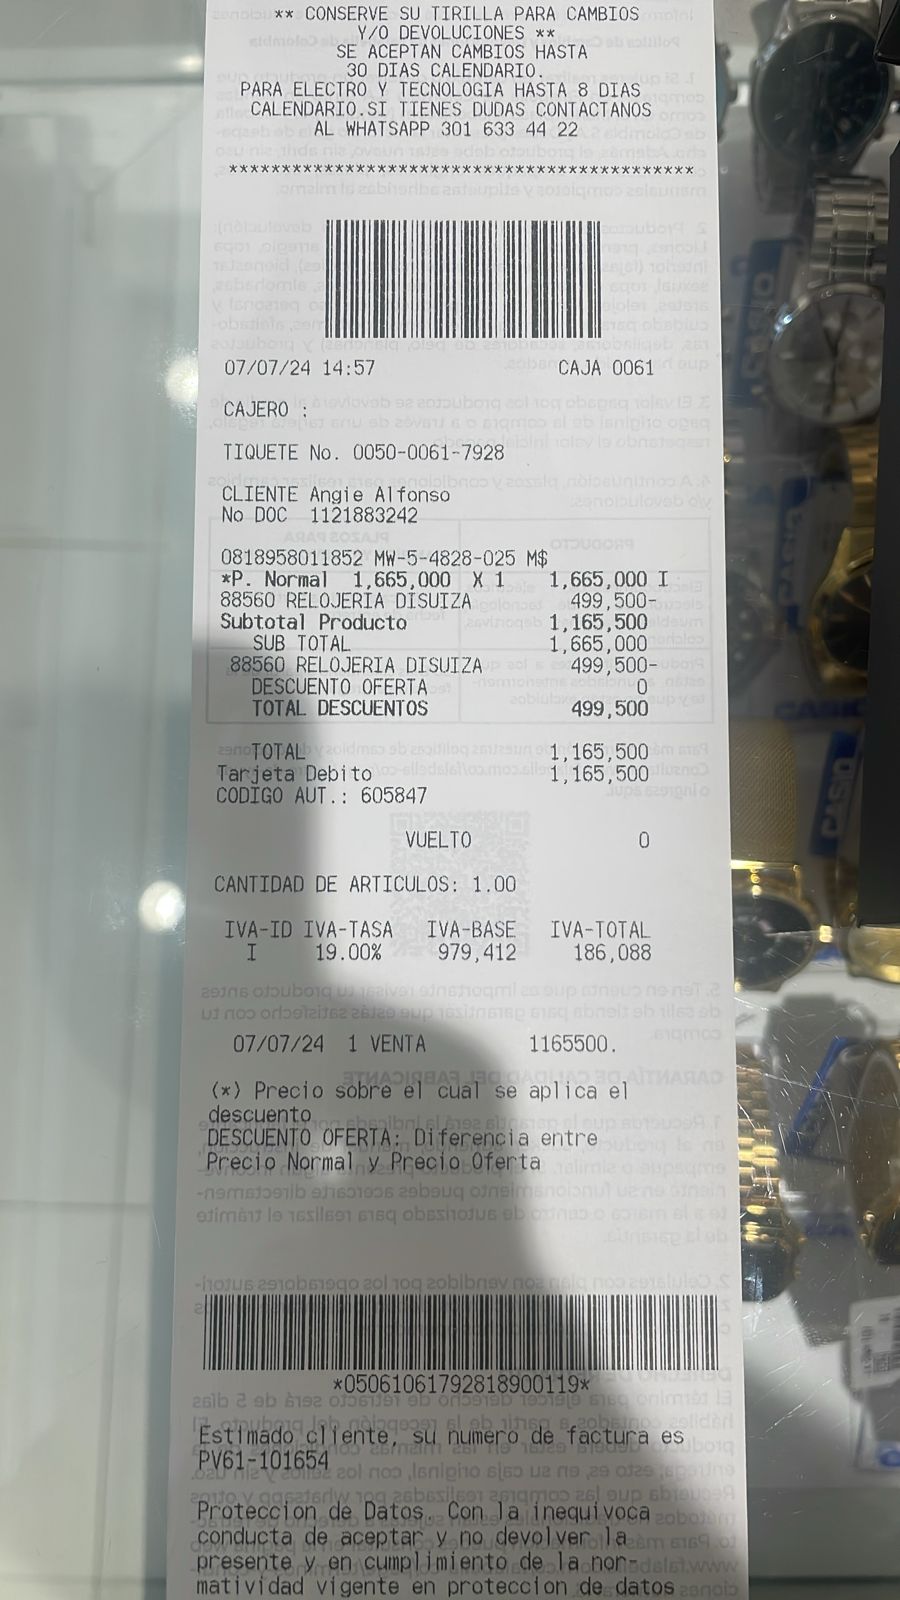 ** CONSERVE SU TIRILLA PARA CAMBIOS
Y/O DEVOLUCIONES **
SE ACEPTAN CAMBIOS HASTA
30 DIAS CALENDARIO.
PARA ELECTRO Y TECNOLOGIA HASTA 8 DIAS
CALENDARIO.SI TIENES DUDAS CONTACTANOS
AL WHATSAPP 301 633 44 22
********************************************
07/07/24 14:57 CAJA 0061
CAJERO :
TIQUETE No. 0050-0061-7928
CLIENTE Angie Alfonso
No DOC 1121883242
0818958011852 MW-5-4828-025 M$
*P. Normal 1,665,000 X 1 1,665,000 I
88560 RELOJERIA DISUIZA 499,500-
Subtotal Producto 1,165,500
SUB TOTAL 1,665,000
88560 RELOJERIA DISUIZA 499,500-
DESCUENTO OFERTA 0
TOTAL DESCUENTOS 499,500
TOTAL 1,165,500
Tarjeta Debito 1,165,500
CODIGO AUT.: 605847
VUELTO 0
CANTIDAD DE ARTICULOS: 1.00
IVA-ID IVA-TASA IVA-BASE IVA-TOTAL
I 19.00% 979,412 186,088
07/07/24 1 VENTA 1165500.
(*) Precio sobre el cual se aplica el
descuento
DESCUENTO OFERTA: Diferencia entre
Precio Normal y Precio Oferta
*05061061792818900119*
Estimado cliente, su numero de factura es
PV61-101654
Proteccion de Datos. Con la inequivoca
conducta de aceptar y no devolver la
presente y en cumplimiento de la nor-
matividad vigente en proteccion de datos
CASIO
CASIO
CASIO